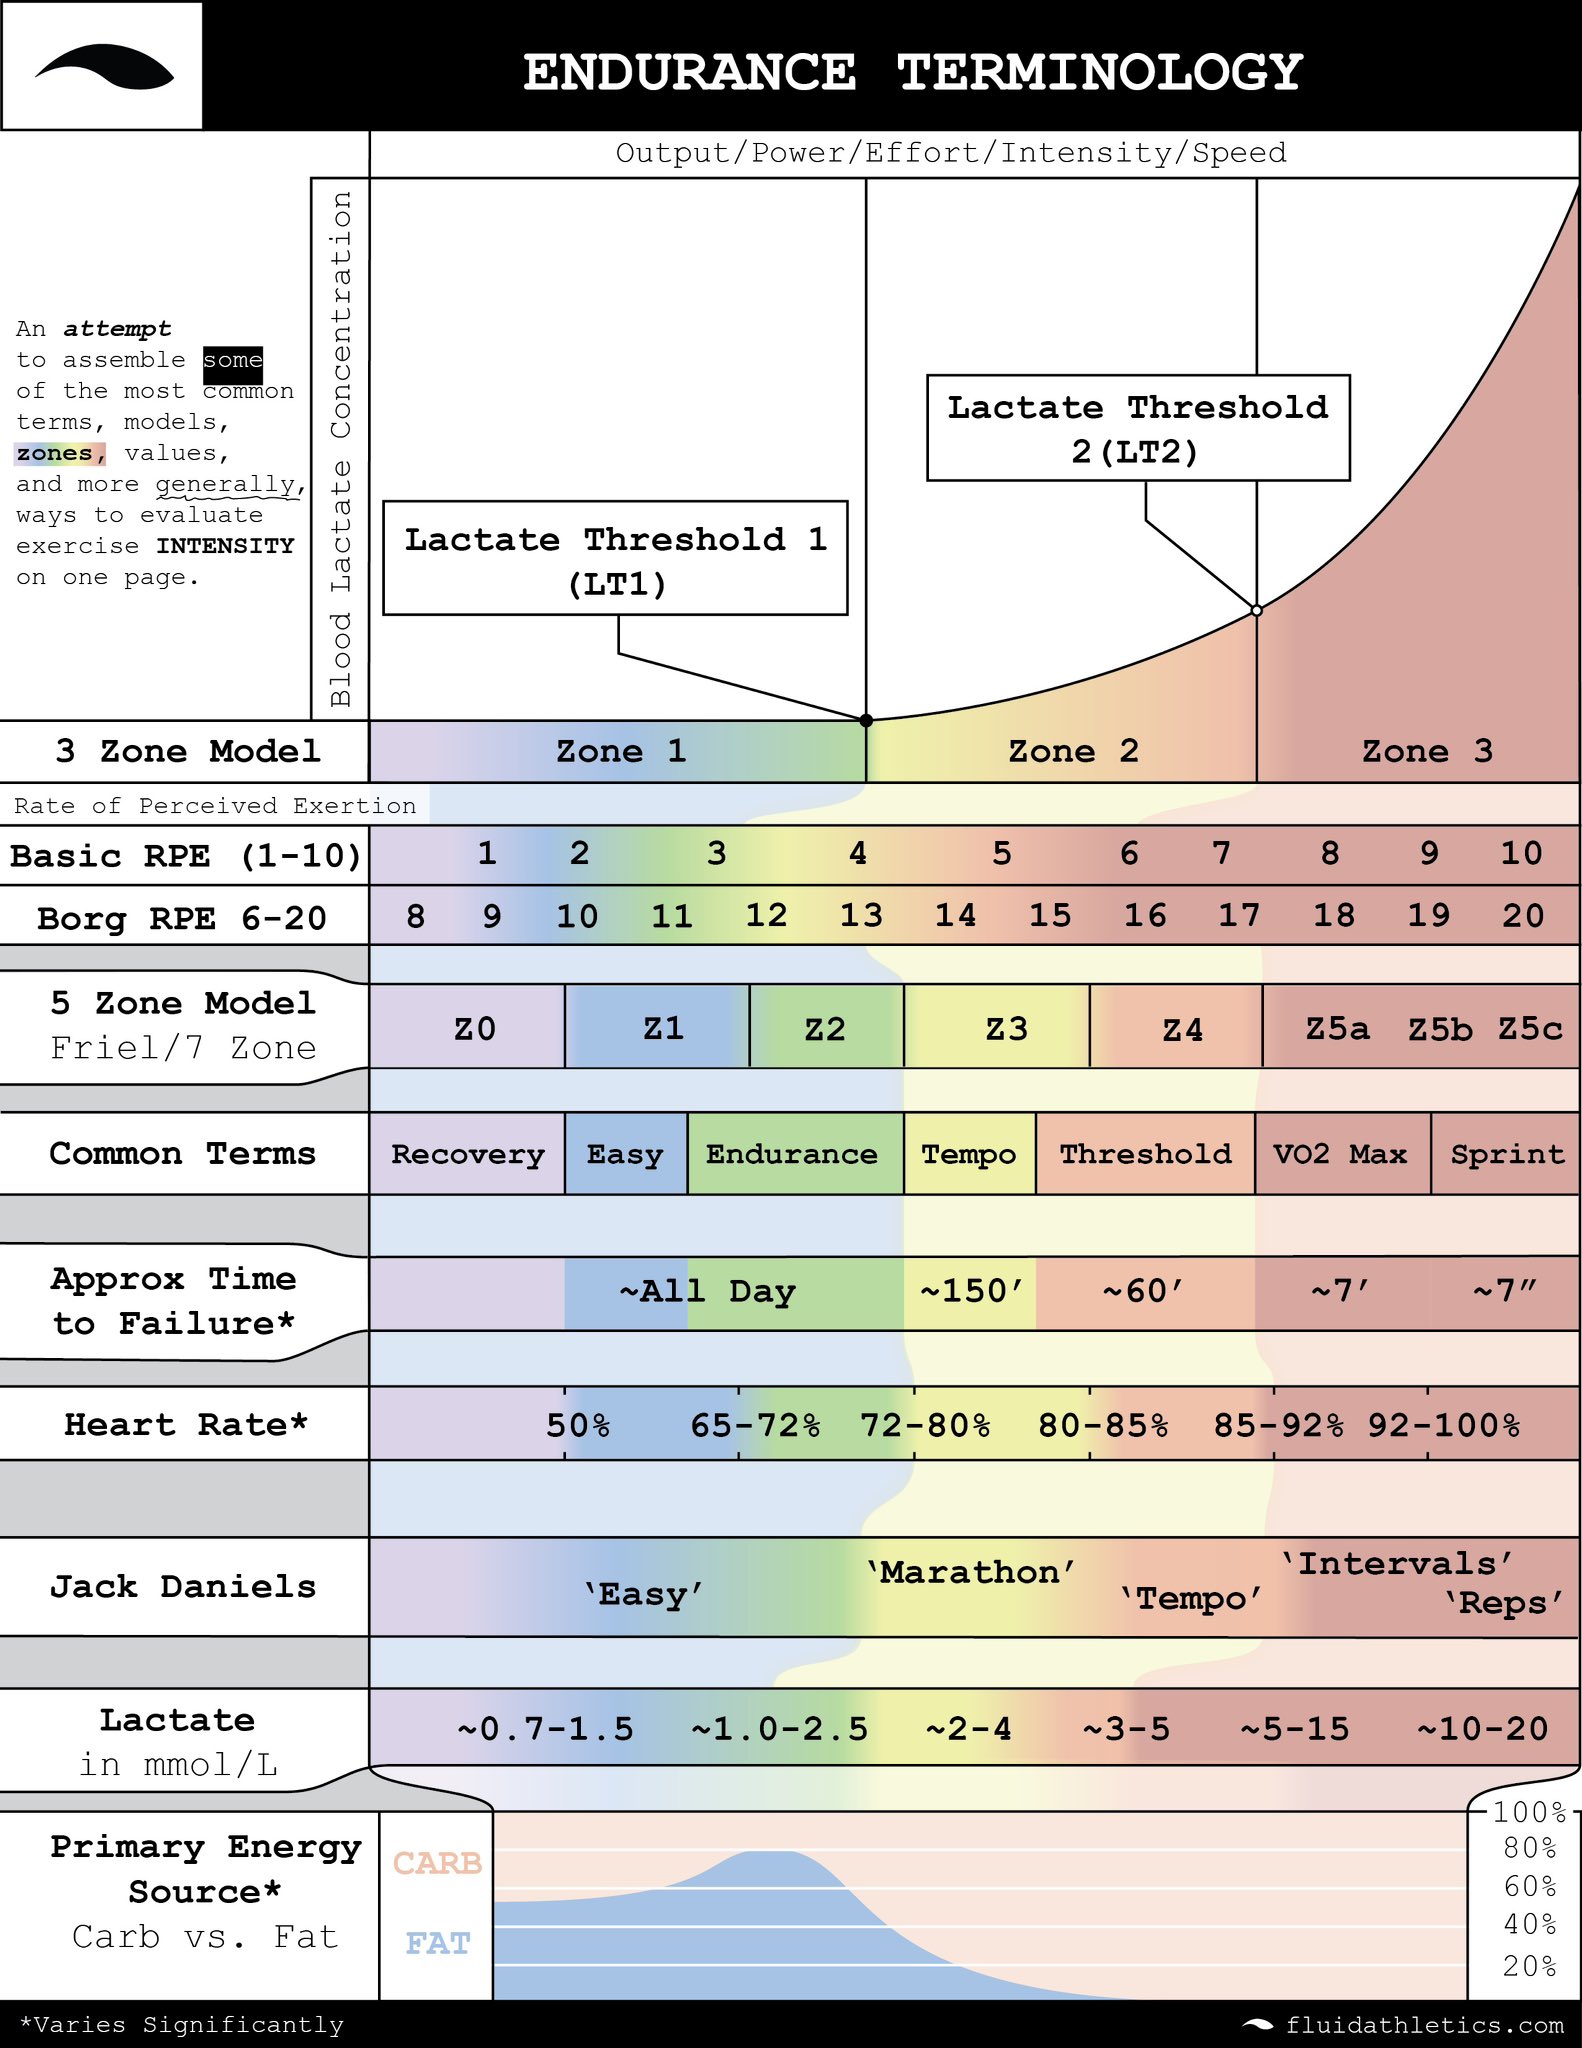 ENDURANCE TERMINOLOGY
Output/Power/Effort/Intensity/Speed
Blood Lactate Concentration
An attempt
to assemble some
of the most common
terms, models,
zones, values,
and more generally,
ways to evaluate
exercise INTENSITY
on one page.
Lactate Threshold 1
(LT1)
Lactate Threshold
2(LT2)
3 Zone Model Zone 1 Zone 2 Zone 3
Rate of Perceived Exertion
Basic RPE (1-10) 1 2 3 4 5 6 7 8 9 10
Borg RPE 6-20 8 9 10 11 12 13 14 15 16 17 18 19 20
5 Zone Model
Friel/7 Zone
Z0 Z1 Z2 Z3 Z4 Z5a Z5b Z5c
Common Terms Recovery Easy Endurance Tempo Threshold VO2 Max Sprint
Approx Time
to Failure*
~All Day ~150′ ~60′ ~7′ ~7″
Heart Rate* 50% 65-72% 72-80% 80-85% 85-92% 92-100%
Jack Daniels ‘Easy’ ‘Marathon’ ‘Tempo’ ‘Intervals’ ‘Reps’
Lactate
in mmol/L
~0.7-1.5 ~1.0-2.5 ~2-4 ~3-5 ~5-15 ~10-20
Primary Energy
Source*
Carb vs. Fat
CARB
FAT
100%
80%
60%
40%
20%
*Varies Significantly
fluidathletics.com